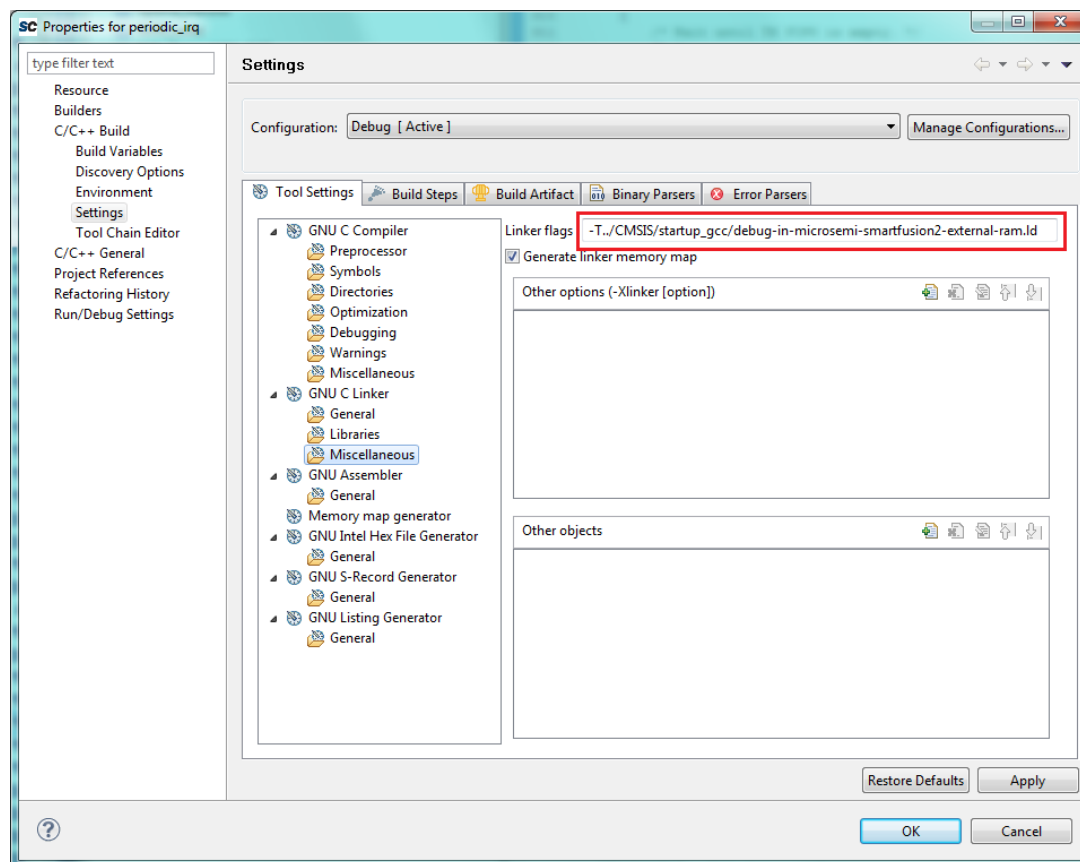 SC Properties for periodic_irq
type filter text
Resource
Builders
C/C++ Build
Build Variables
Discovery Options
Environment
Settings
Tool Chain Editor
C/C++ General
Project References
Refactoring History
Run/Debug Settings
Settings
Configuration: Debug [ Active ] Manage Configurations...
Tool Settings Build Steps Build Artifact Binary Parsers Error Parsers
GNU C Compiler
Preprocessor
Symbols
Directories
Optimization
Debugging
Warnings
Miscellaneous
GNU C Linker
General
Libraries
Miscellaneous
GNU Assembler
General
Memory map generator
GNU Intel Hex File Generator
General
GNU S-Record Generator
General
GNU Listing Generator
General
Linker flags -T../CMSIS/startup_gcc/debug-in-microsemi-smartfusion2-external-ram.ld
Generate linker memory map
Other options (-Xlinker [option])
Other objects
Restore Defaults Apply
OK Cancel